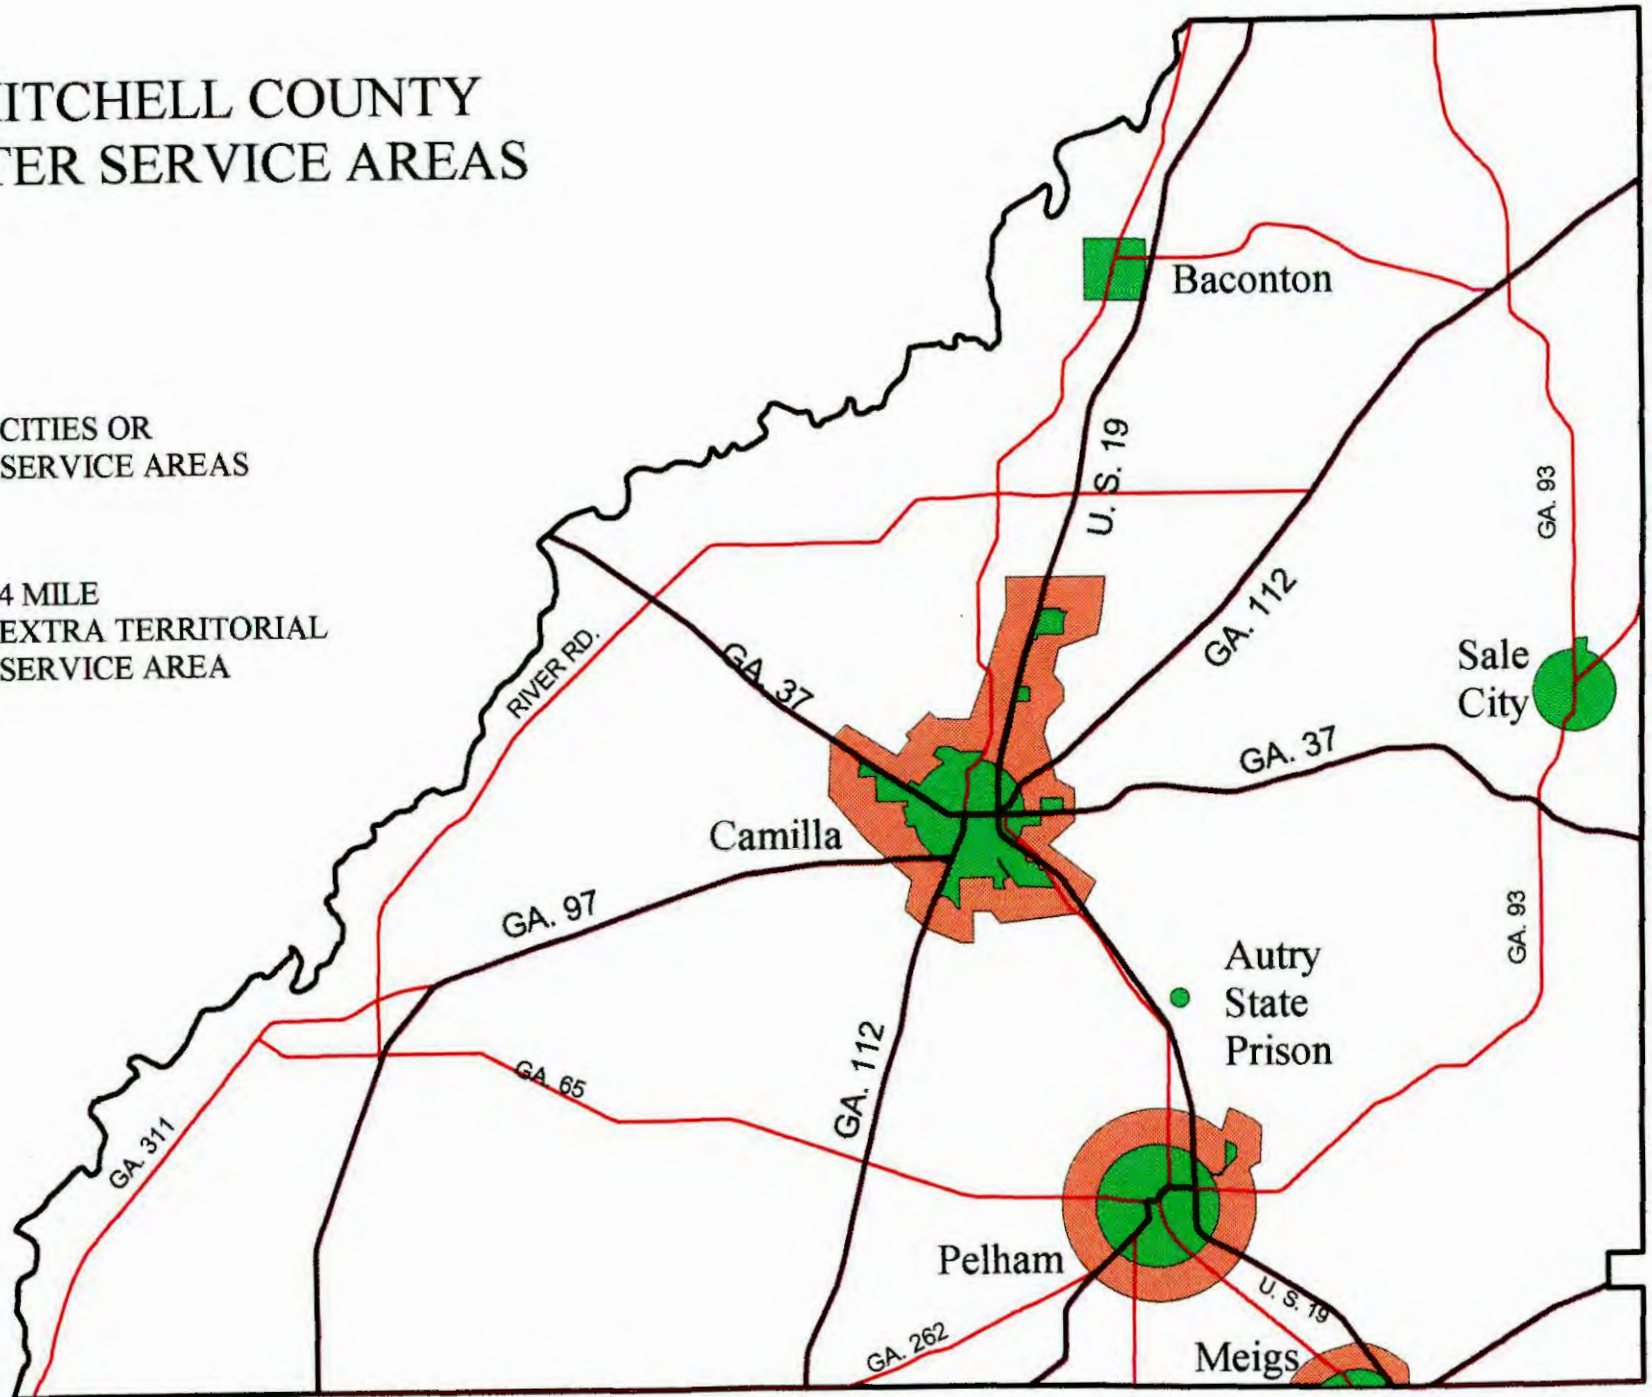 ITCHELL COUNTY
TER SERVICE AREAS
CITIES OR
SERVICE AREAS
4 MILE
EXTRA TERRITORIAL
SERVICE AREA
Baconton
U. S. 19
GA. 93
GA. 112
Sale
City
RIVER RD.
GA. 37
GA. 37
Camilla
GA. 97
GA. 93
Autry
State
Prison
GA. 112
GA. 65
GA. 311
Pelham
U. S. 19
GA. 262
Meigs